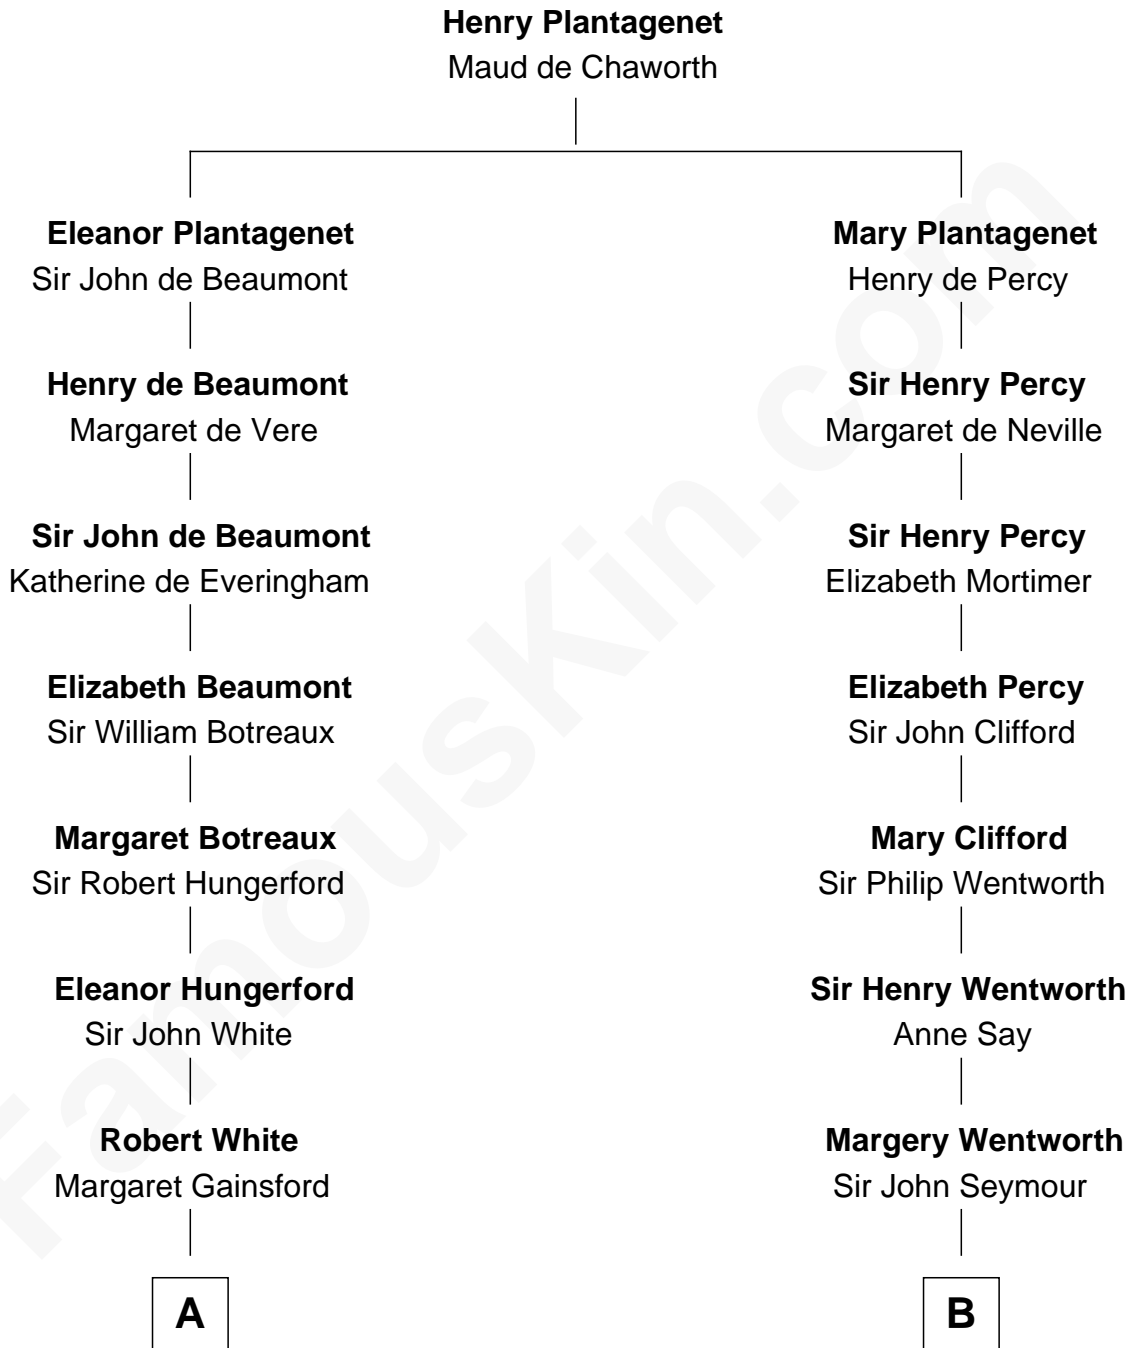 Henry Plantagenet
Maud de Chaworth
Eleanor Plantagenet
Sir John de Beaumont
Mary Plantagenet
Henry de Percy
Henry de Beaumont
Margaret de Vere
Sir Henry Percy
Margaret de Neville
Sir John de Beaumont
Katherine de Everingham
Sir Henry Percy
Elizabeth Mortimer
Elizabeth Beaumont
Sir William Botreaux
Elizabeth Percy
Sir John Clifford
Margaret Botreaux
Sir Robert Hungerford
Mary Clifford
Sir Philip Wentworth
Eleanor Hungerford
Sir John White
Sir Henry Wentworth
Anne Say
Robert White
Margaret Gainsford
Margery Wentworth
Sir John Seymour
A
B
FamousKin.com